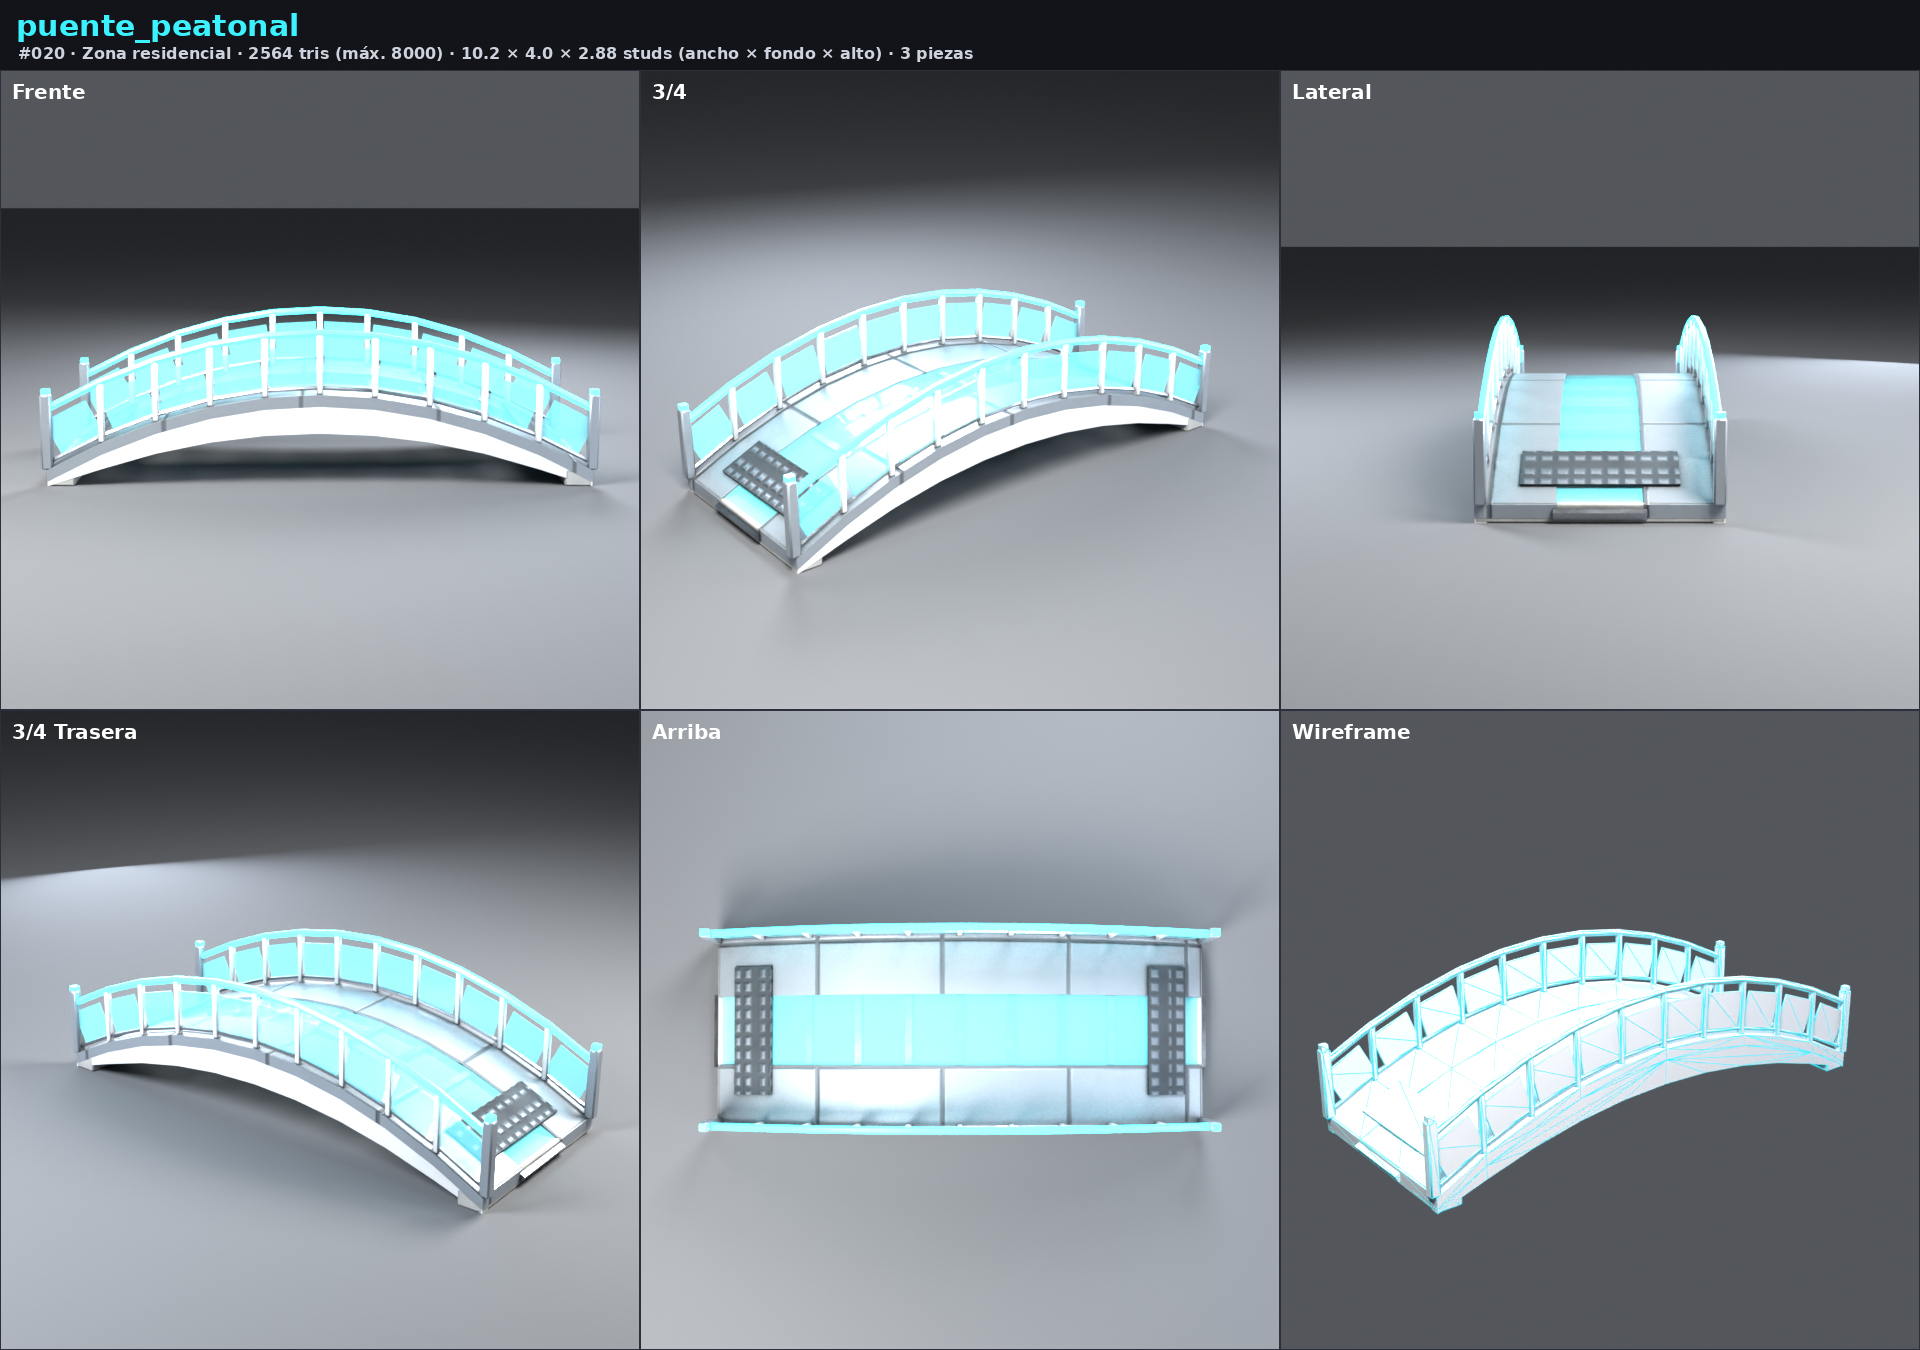 puente_peatonal
#020 · Zona residencial · 2564 tris (máx. 8000) · 10.2 × 4.0 × 2.88 studs (ancho × fondo × alto) · 3 piezas
Frente
3/4
Lateral
3/4 Trasera
Arriba
Wireframe